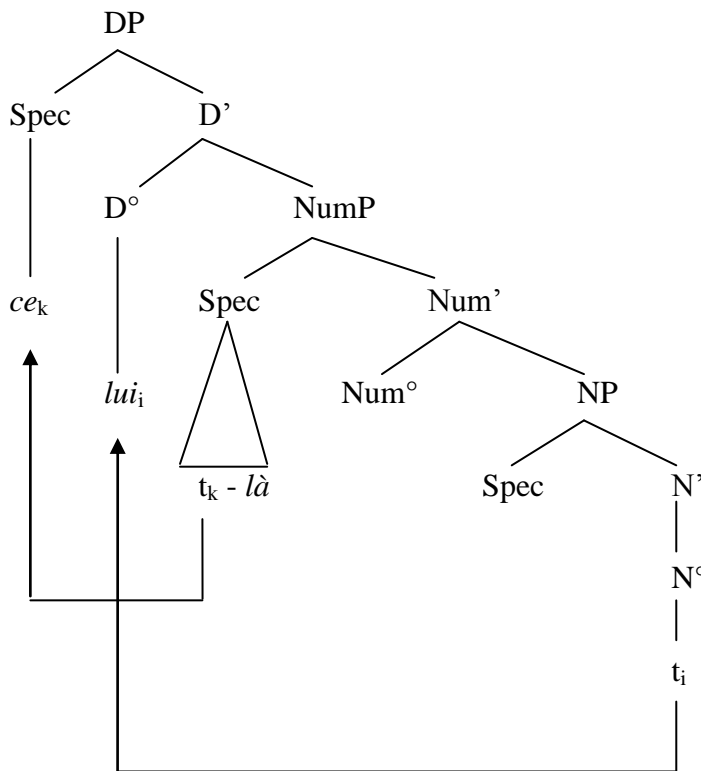 DP
Spec D’
D° NumP
ce_k Spec Num’
lui_i Num° NP
t_k - là Spec N’
N°
t_i